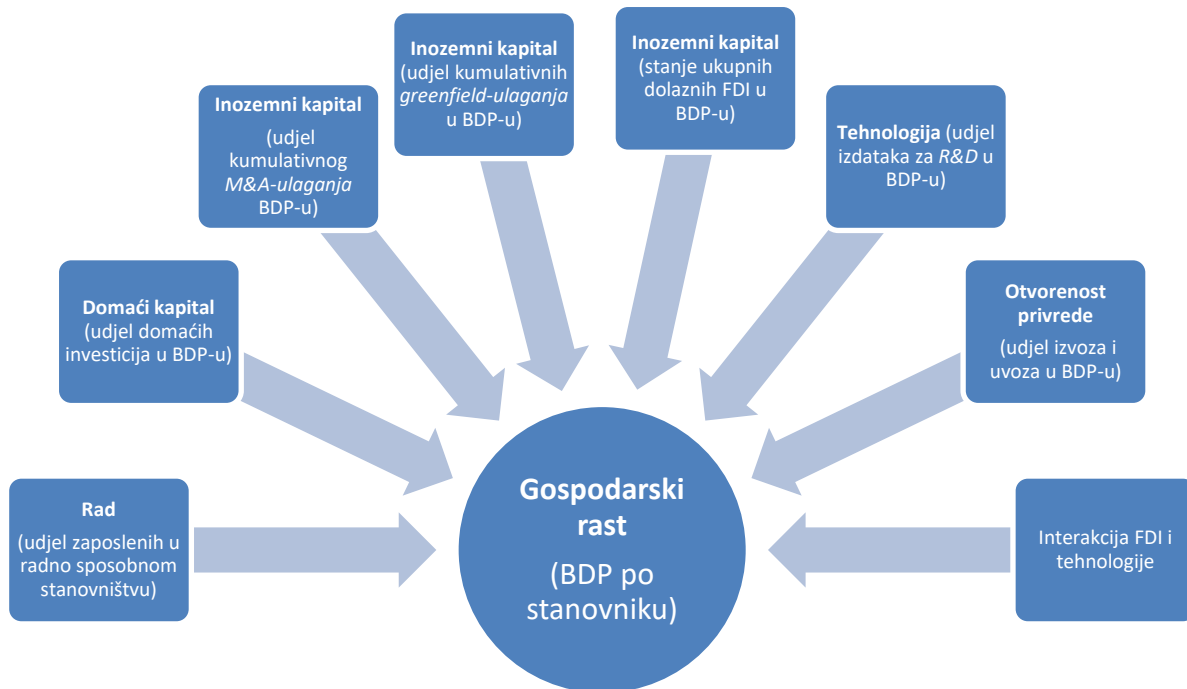 Inozemni kapital
(udjel kumulativnih
greenfield-ulaganja
u BDP-u)
Inozemni kapital
(stanje ukupnih
dolaznih FDI u
BDP-u)
Inozemni kapital
(udjel
kumulativnog
M&A-ulaganja
BDP-u)
Tehnologija (udjel
izdataka za R&D u
BDP-u)
Domaći kapital
(udjel domaćih
investicija u BDP-u)
Otvorenost
privrede
(udjel izvoza i
uvoza u BDP-u)
Rad
(udjel zaposlenih u
radno sposobnom
stanovništvu)
Gospodarski
rast
(BDP po
stanovniku)
Interakcija FDI i
tehnologije